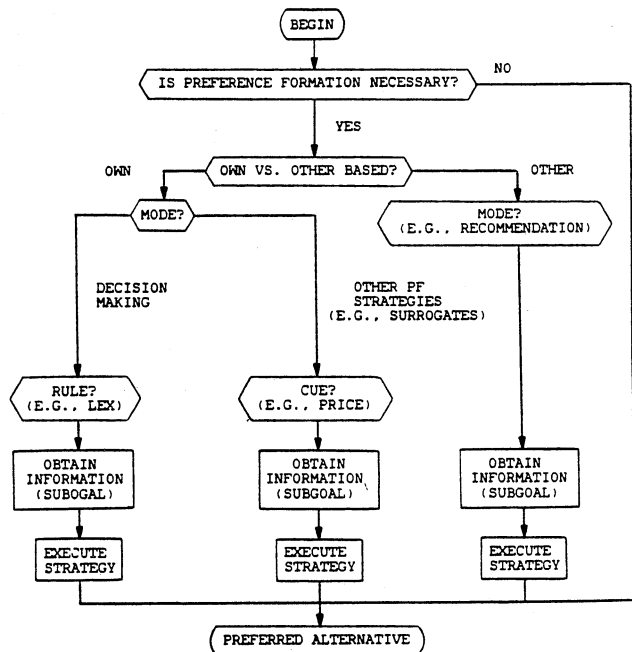 BEGIN
IS PREFERENCE FORMATION NECESSARY?
NO
YES
OWN
OWN VS. OTHER BASED?
OTHER
MODE?
MODE?
(E.G., RECOMMENDATION)
DECISION
MAKING
OTHER PF
STRATEGIES
(E.G., SURROGATES)
RULE?
(E.G., LEX)
CUE?
(E.G., PRICE)
OBTAIN
INFORMATION
(SUBOGAL)
OBTAIN
INFORMATION
(SUBGOAL)
OBTAIN
INFORMATION
(SUBGOAL)
EXECUTE
STRATEGY
EXECUTE
STRATEGY
EXECUTE
STRATEGY
PREFERRED ALTERNATIVE